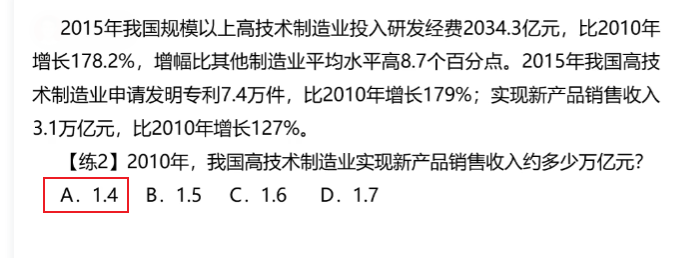 2015年我国规模以上高技术制造业投入研发经费2034.3亿元，比2010年
增长178.2%，增幅比其他制造业平均水平高8.7个百分点。2015年我国高技
术制造业申请发明专利7.4万件，比2010年增长179%；实现新产品销售收入
3.1万亿元，比2010年增长127%。
【练2】2010年，我国高技术制造业实现新产品销售收入约多少万亿元？
A．1.4 B．1.5 C．1.6 D．1.7